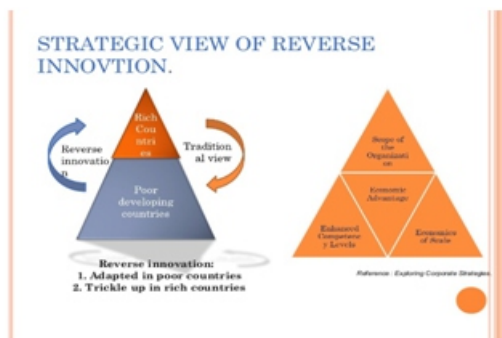 STRATEGIC VIEW OF REVERSE
INNOVTION.
Rich
Cou
ntri
es
Reverse
innovatio
n
Tradition
al view
Poor
developing
countries
Reverse innovation:
1. Adapted in poor countries
2. Trickle up in rich countries
Scope of
the
Organizati
on
Economic
Advantage
Enhanced
Competenc
y Levels
Economics
of Scale
Reference : Exploring Corporate Strategies.